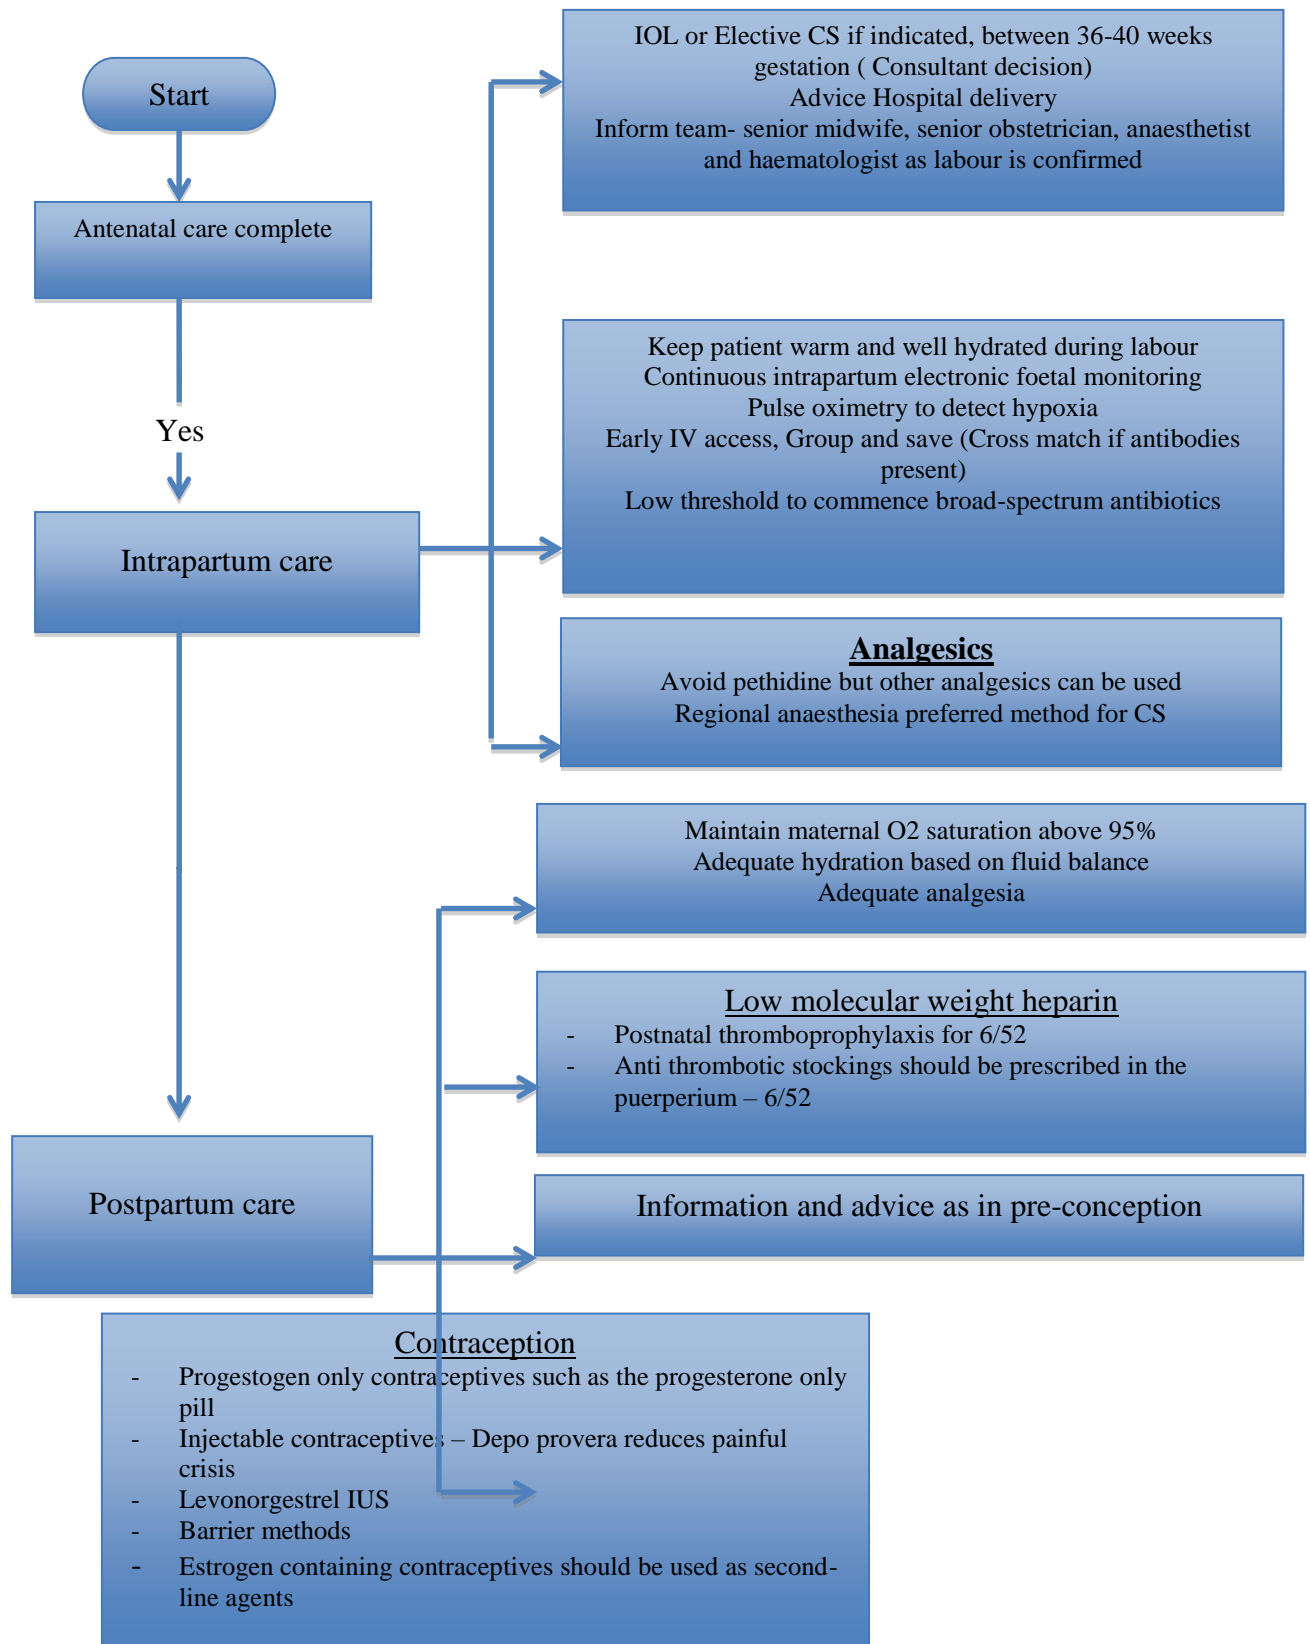 Start
Antenatal care complete
Yes
Intrapartum care
IOL or Elective CS if indicated, between 36-40 weeks
gestation ( Consultant decision)
Advice Hospital delivery
Inform team- senior midwife, senior obstetrician, anaesthetist
and haematologist as labour is confirmed
Keep patient warm and well hydrated during labour
Continuous intrapartum electronic foetal monitoring
Pulse oximetry to detect hypoxia
Early IV access, Group and save (Cross match if antibodies
present)
Low threshold to commence broad-spectrum antibiotics
Analgesics
Avoid pethidine but other analgesics can be used
Regional anaesthesia preferred method for CS
Postpartum care
Maintain maternal O2 saturation above 95%
Adequate hydration based on fluid balance
Adequate analgesia
Low molecular weight heparin
- Postnatal thromboprophylaxis for 6/52
- Anti thrombotic stockings should be prescribed in the
puerperium – 6/52
Information and advice as in pre-conception
Contraception
- Progestogen only contraceptives such as the progesterone only
pill
- Injectable contraceptives – Depo provera reduces painful
crisis
- Levonorgestrel IUS
- Barrier methods
- Estrogen containing contraceptives should be used as second-
line agents